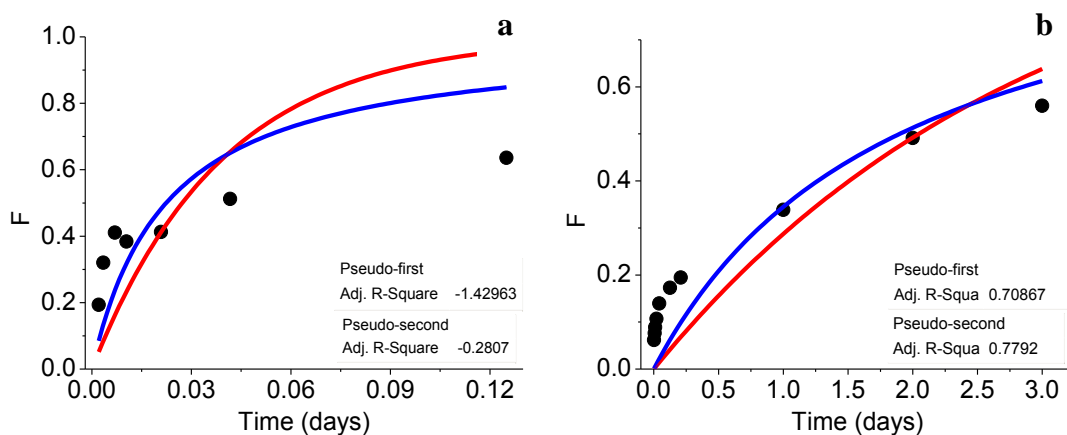 a
1.0
0.8
0.6
0.4
0.2
0.0
F
0.00
0.03
0.06
0.09
0.12
Time (days)
Pseudo-first
Adj. R-Square -1.42963
Pseudo-second
Adj. R-Square -0.2807
b
0.6
0.4
0.2
0.0
F
0.0
0.5
1.0
1.5
2.0
2.5
3.0
Time (days)
Pseudo-first
Adj. R-Squa 0.70867
Pseudo-second
Adj. R-Squa 0.7792